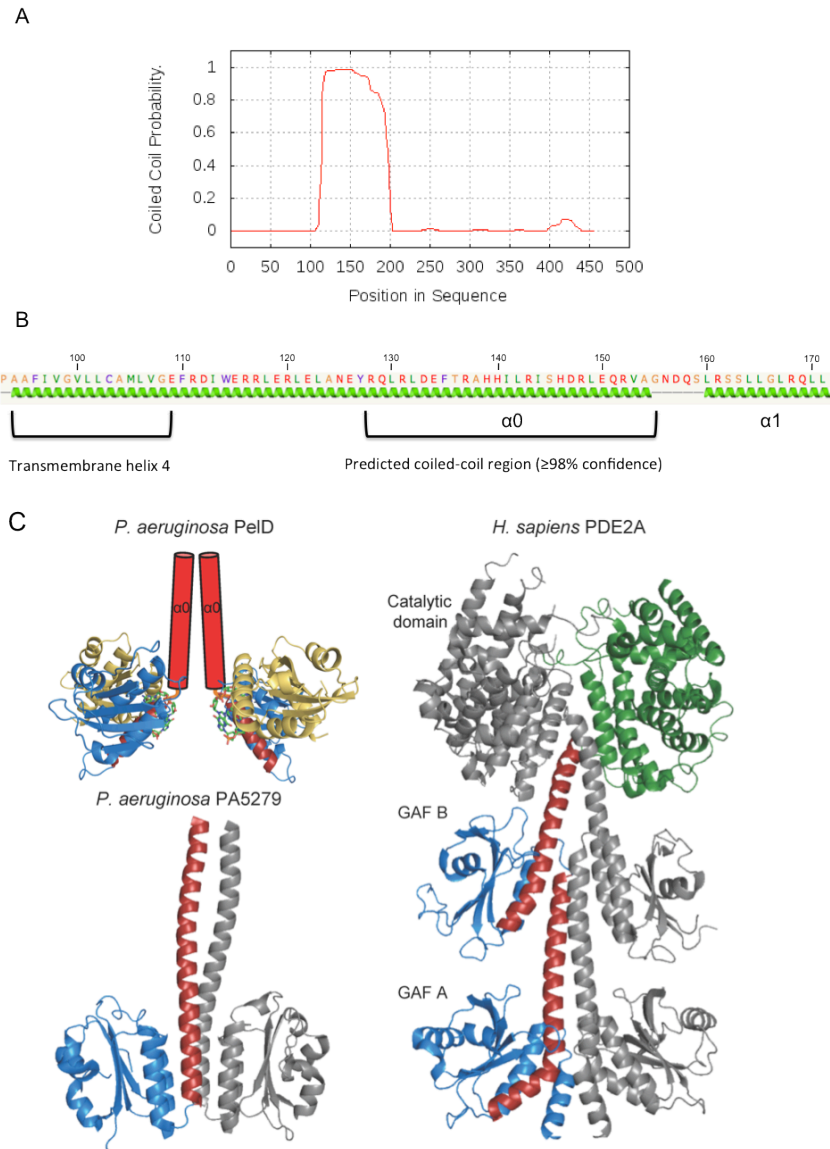 A
Coiled Coil Probability.
1
0.8
0.6
0.4
0.2
0
0 50 100 150 200 250 300 350 400 450 500
Position in Sequence
B
100 110 120 130 140 150 160 170
PAAFIVGVLLCAMLVGEFRDIWERRLERLELANEYRQLRLDEFTRAHHILRISHDRLEQRVAGNDQSLRSSLLGLRQLL
α0 α1
Transmembrane helix 4 Predicted coiled-coil region (≥98% confidence)
C
P. aeruginosa PelD
H. sapiens PDE2A
α0 α0
Catalytic
domain
P. aeruginosa PA5279
GAF B
GAF A